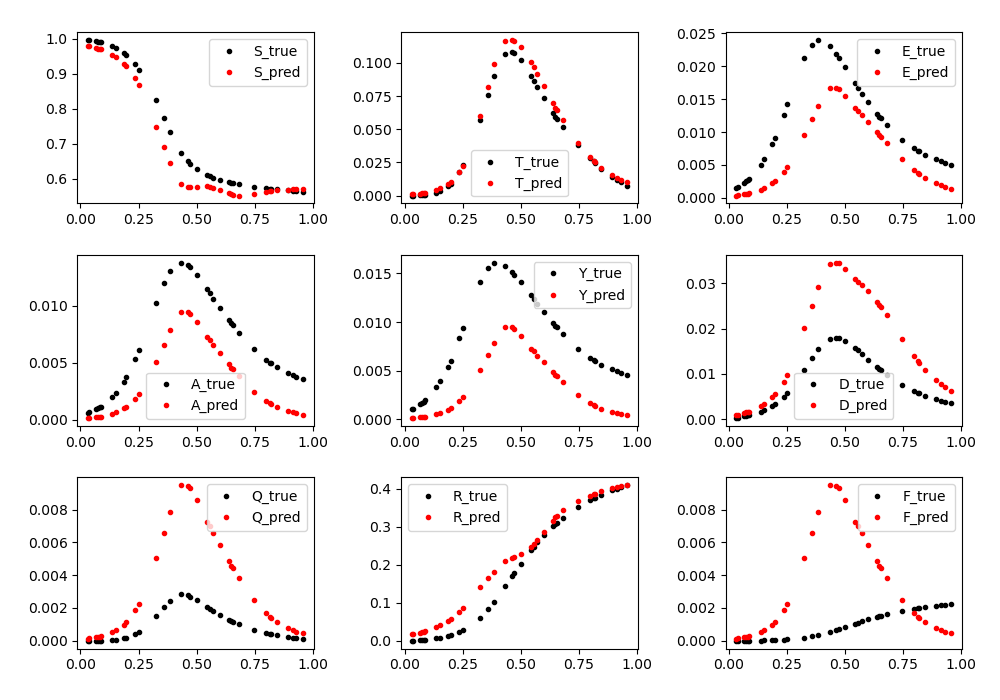 1.0
0.9
0.8
0.7
0.6
0.00 0.25 0.50 0.75 1.00
S_true
S_pred
0.100
0.075
0.050
0.025
0.000
0.00 0.25 0.50 0.75 1.00
T_true
T_pred
0.025
0.020
0.015
0.010
0.005
0.000
0.00 0.25 0.50 0.75 1.00
E_true
E_pred
0.010
0.005
0.000
0.00 0.25 0.50 0.75 1.00
A_true
A_pred
0.015
0.010
0.005
0.000
0.00 0.25 0.50 0.75 1.00
Y_true
Y_pred
0.03
0.02
0.01
0.00
0.00 0.25 0.50 0.75 1.00
D_true
D_pred
0.008
0.006
0.004
0.002
0.000
0.00 0.25 0.50 0.75 1.00
Q_true
Q_pred
0.4
0.3
0.2
0.1
0.0
0.00 0.25 0.50 0.75 1.00
R_true
R_pred
0.008
0.006
0.004
0.002
0.000
0.00 0.25 0.50 0.75 1.00
F_true
F_pred